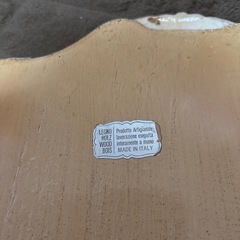 LEGNO
HOLZ
WOOD
BOIS
Prodotto Artigianale
lavorazione eseguita
interamente a mano
MADE IN ITALY